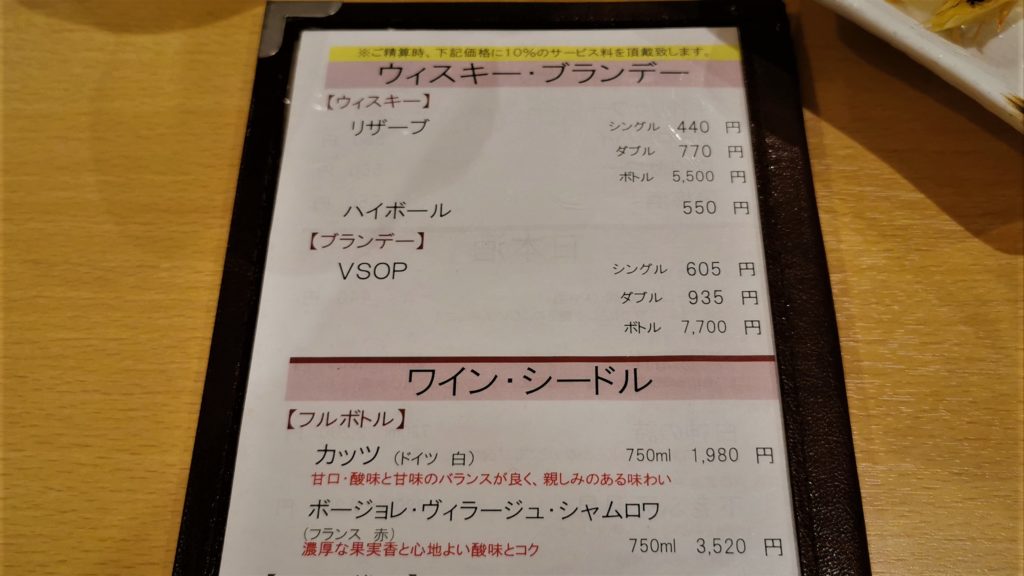 ※ご精算時、下記価格に10%のサービス料を頂戴致します。
ウィスキー・ブランデー
【ウィスキー】
リザーブ シングル 440 円
ダブル 770 円
ボトル 5,500 円
ハイボール 550 円
【ブランデー】
VSOP シングル 605 円
ダブル 935 円
ボトル 7,700 円
ワイン・シードル
【フルボトル】
カッツ (ドイツ 白) 750ml 1,980 円
甘口・酸味と甘味のバランスが良く、親しみのある味わい
ボージョレ・ヴィラージュ・シャムロワ
(フランス 赤)
濃厚な果実香と心地よい酸味とコク 750ml 3,520 円